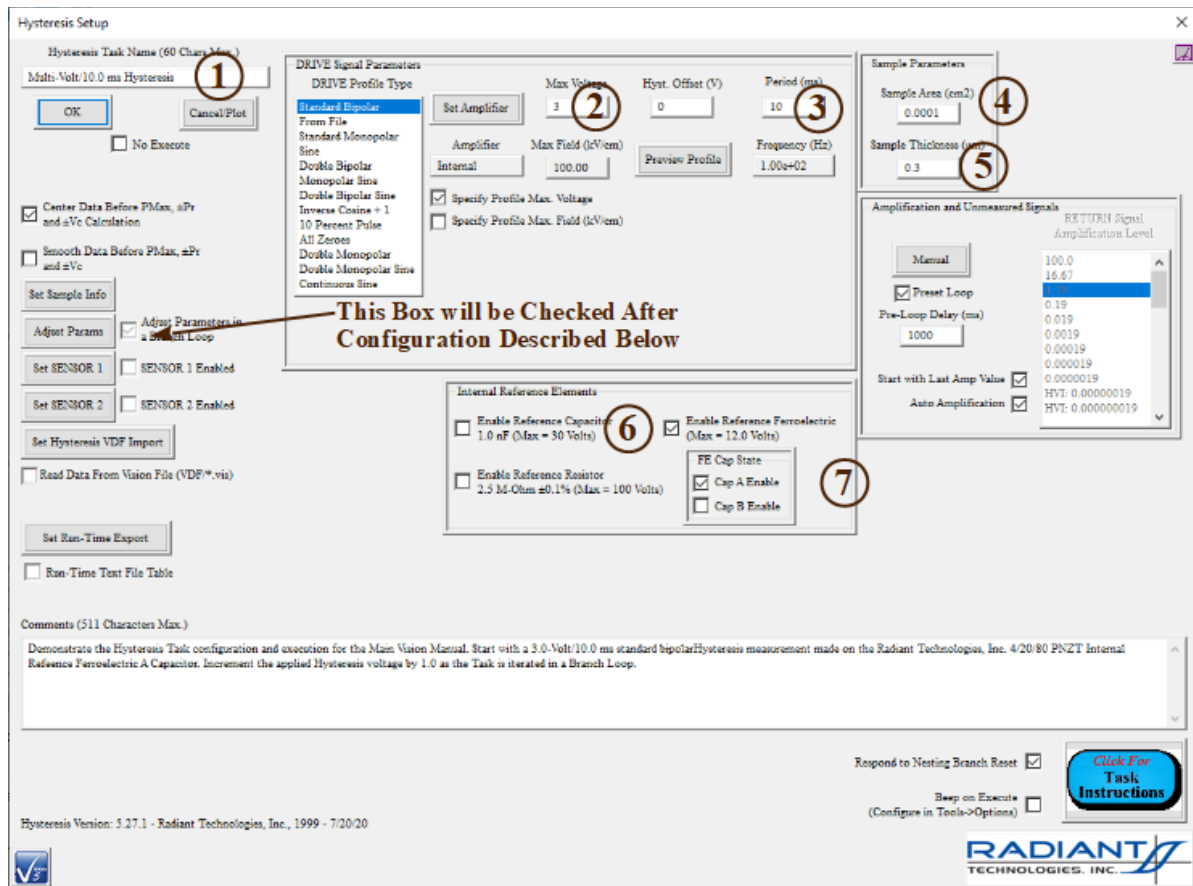 Hysteresis Setup
Hysteresis Task Name (60 Chars Max.)
Multi-Volt/10.0 ms Hysteresis
1
OK
Cancel/Plot
No Execute
Center Data Before PMax, ±Pr
and ±Vc Calculation
Smooth Data Before PMax, ±Pr
and ±Vc
Set Sample Info
Adjust Params
Adjust Parameters in
a Branch Loop
Set SENSOR 1
SENSOR 1 Enabled
Set SENSOR 2
SENSOR 2 Enabled
Set Hysteresis VDF Import
Read Data From Vision File (VDF/*.vis)
Set Run-Time Export
Run-Time Text File Table
DRIVE Signal Parameters
DRIVE Profile Type
Standard Bipolar
From File
Standard Monopolar
Sine
Double Bipolar
Monopolar Sine
Double Bipolar Sine
Inverse Cosine + 1
10 Percent Pulse
All Zeroes
Double Monopolar
Double Monopolar Sine
Continuous Sine
Set Amplifier
Max Voltage
3
2
Hyst. Offset (V)
0
Period (ms)
10
3
Amplifier
Internal
Max Field (kV/cm)
100.00
Preview Profile
Frequency (Hz)
1.00e+02
Specify Profile Max. Voltage
Specify Profile Max. Field (kV/cm)
This Box will be Checked After
Configuration Described Below
Sample Parameters
Sample Area (cm2)
0.0001
4
Sample Thickness (um)
0.3
5
Amplification and Unmeasured Signals
RETURN Signal
Amplification Level
Manual
Preset Loop
Pre-Loop Delay (ms)
1000
Start with Last Amp Value
Auto Amplification
100.0
16.67
0.19
0.019
0.0019
0.00019
0.000019
0.0000019
HVI: 0.00000019
HVI: 0.000000019
Internal Reference Elements
Enable Reference Capacitor
1.0 nF (Max = 30 Volts)
6
Enable Reference Ferroelectric
(Max = 12.0 Volts)
Enable Reference Resistor
2.5 M-Ohm ±0.1% (Max = 100 Volts)
FE Cap State
Cap A Enable
Cap B Enable
7
Comments (511 Characters Max.)
Demonstrate the Hysteresis Task configuration and execution for the Main Vision Manual. Start with a 3.0-Volt/10.0 ms standard bipolarHysteresis measurement made on the Radiant Technologies, Inc. 4/20/80 PNZT Internal
Refeence Ferroelectric A Capacitor. Increment the applied Hysteresis voltage by 1.0 as the Task is iterated in a Branch Loop.
Respond to Nesting Branch Reset
Beep on Execute
(Configure in Tools->Options)
Click For
Task
Instructions
Hysteresis Version: 5.27.1 - Radiant Technologies, Inc., 1999 - 7/20/20
RADIANT
TECHNOLOGIES, INC.